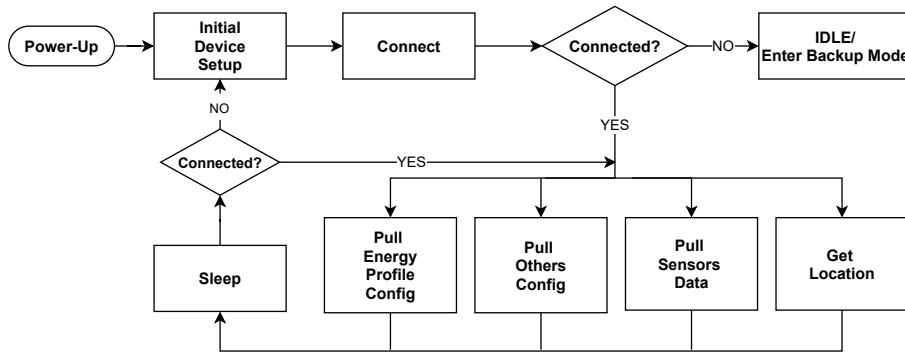 Power-Up
Initial
Device
Setup
Connect
Connected?
NO
IDLE/
Enter Backup Mode
NO
YES
Connected?
YES
Sleep
Pull
Energy
Profile
Config
Pull
Others
Config
Pull
Sensors
Data
Get
Location